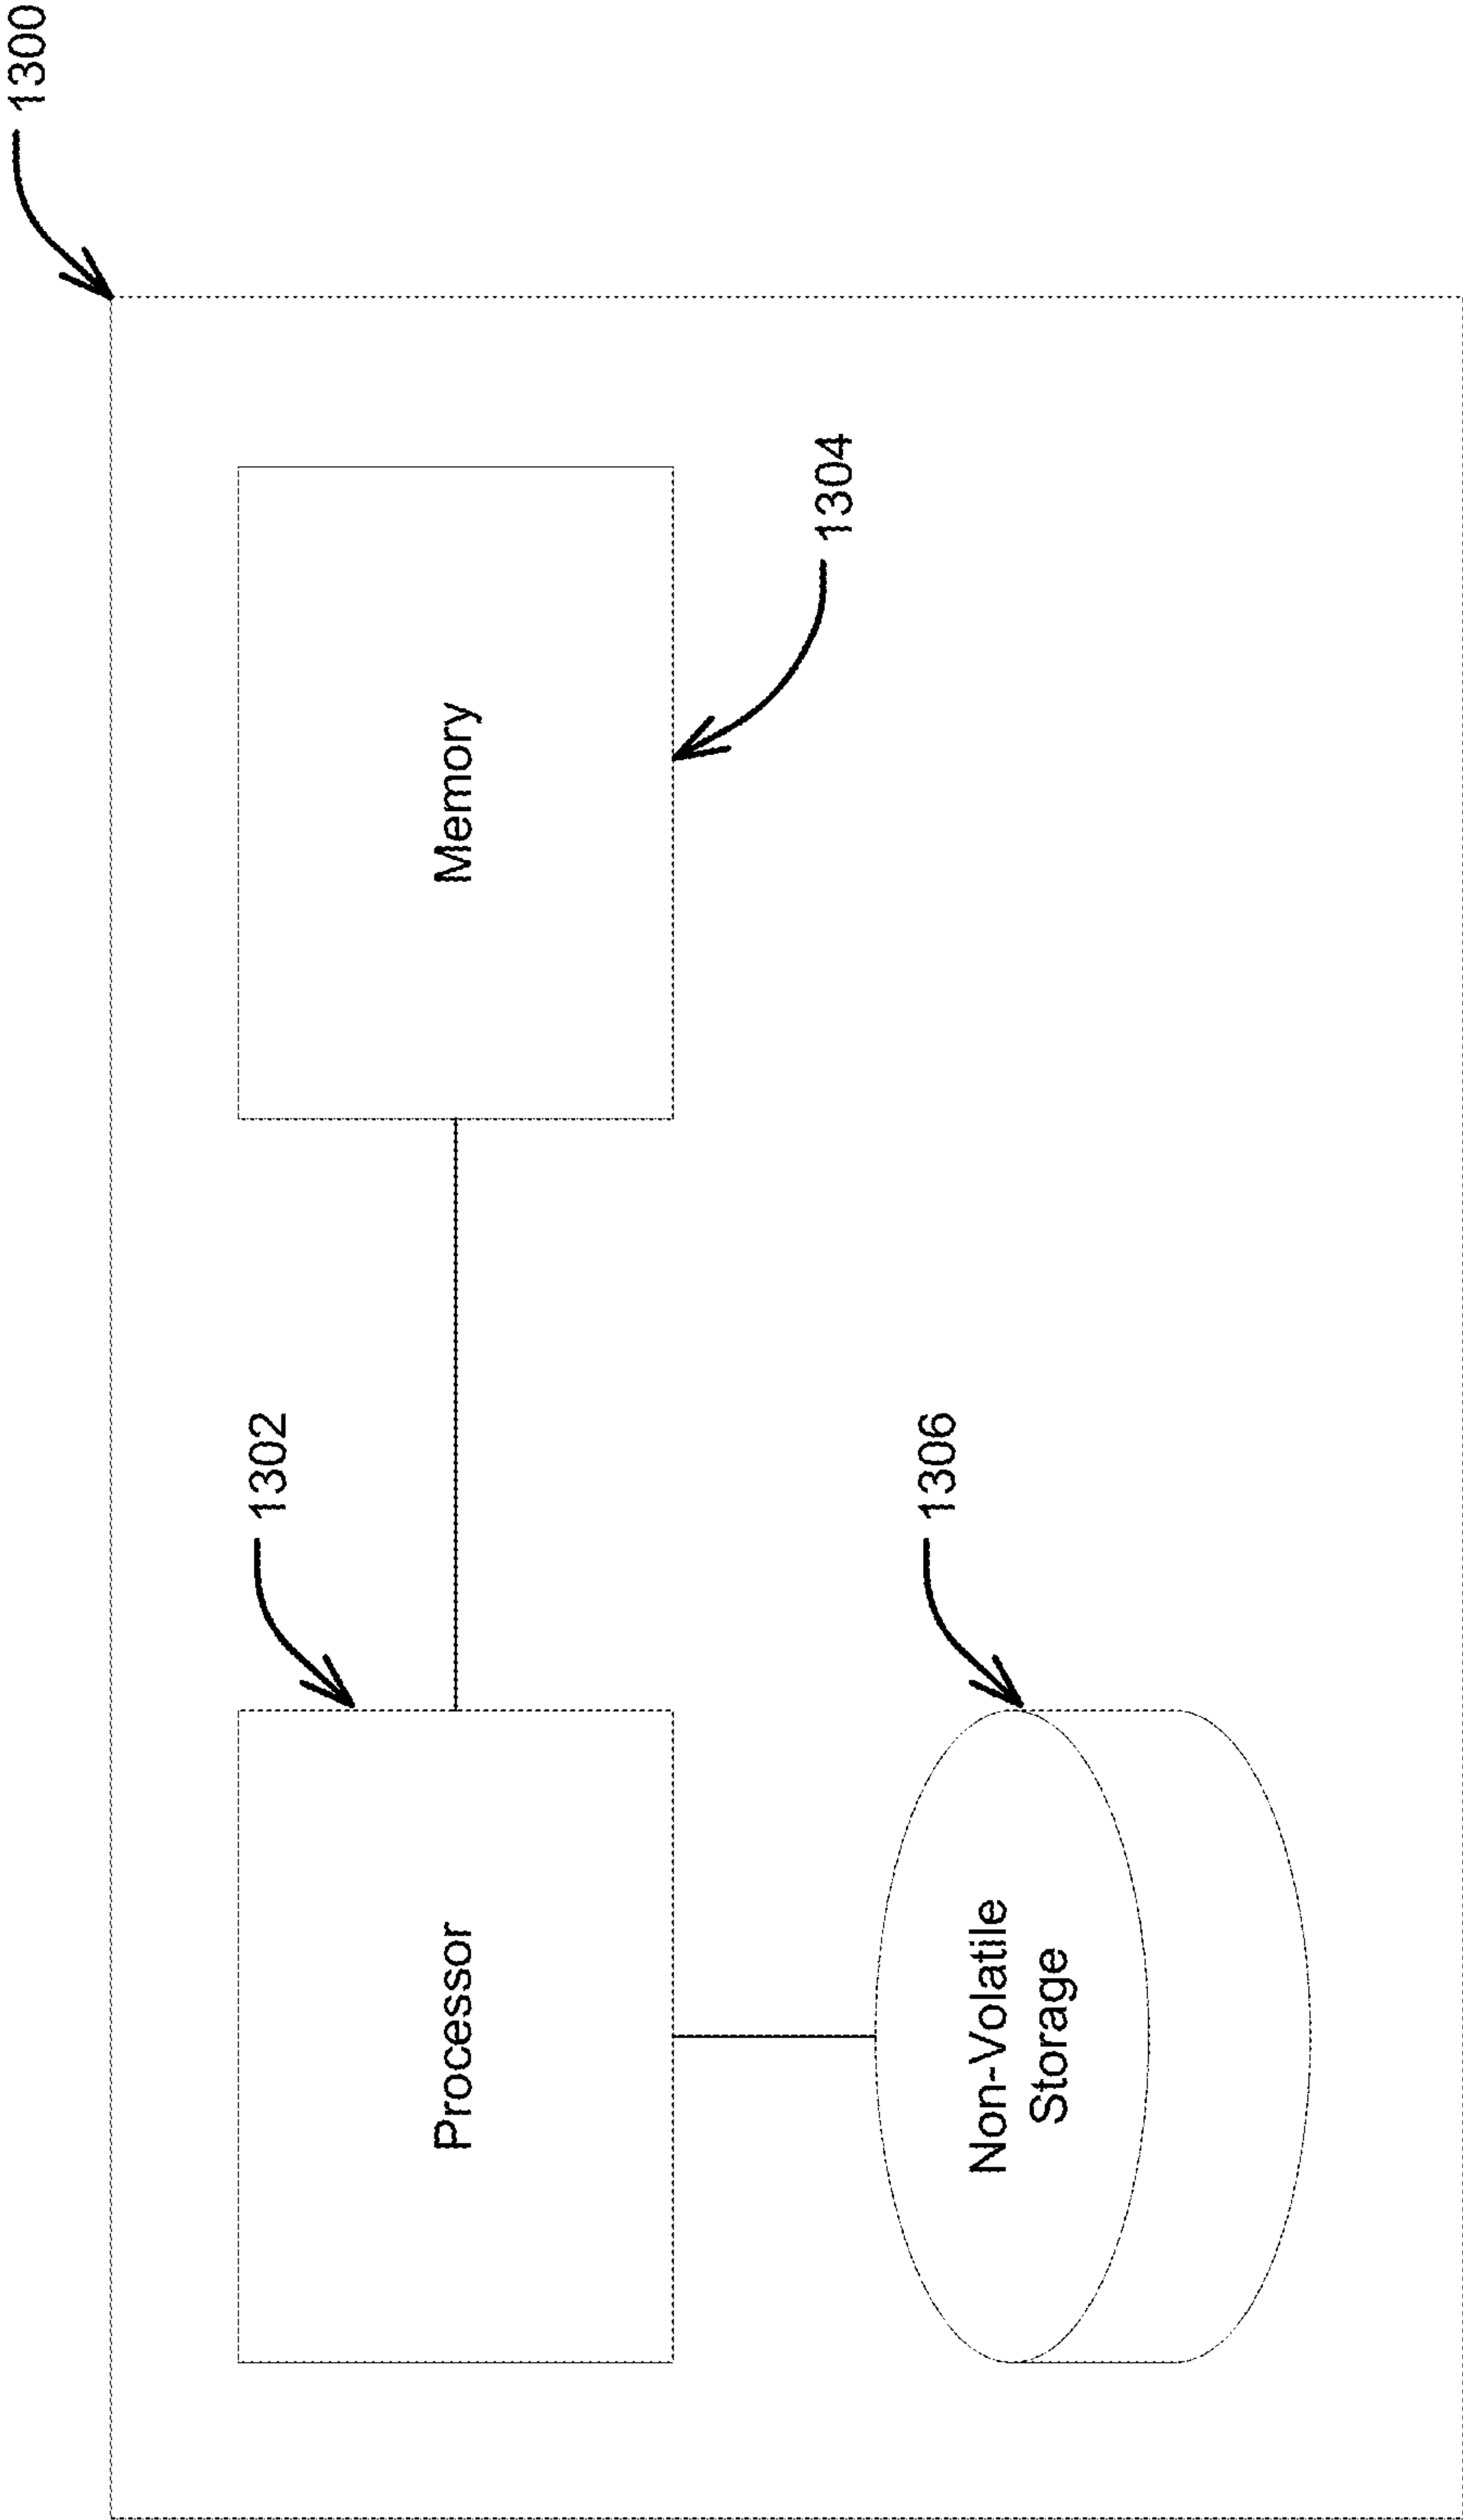 1300
1302
Processor
Memory
1304
1306
Non-Volatile
Storage